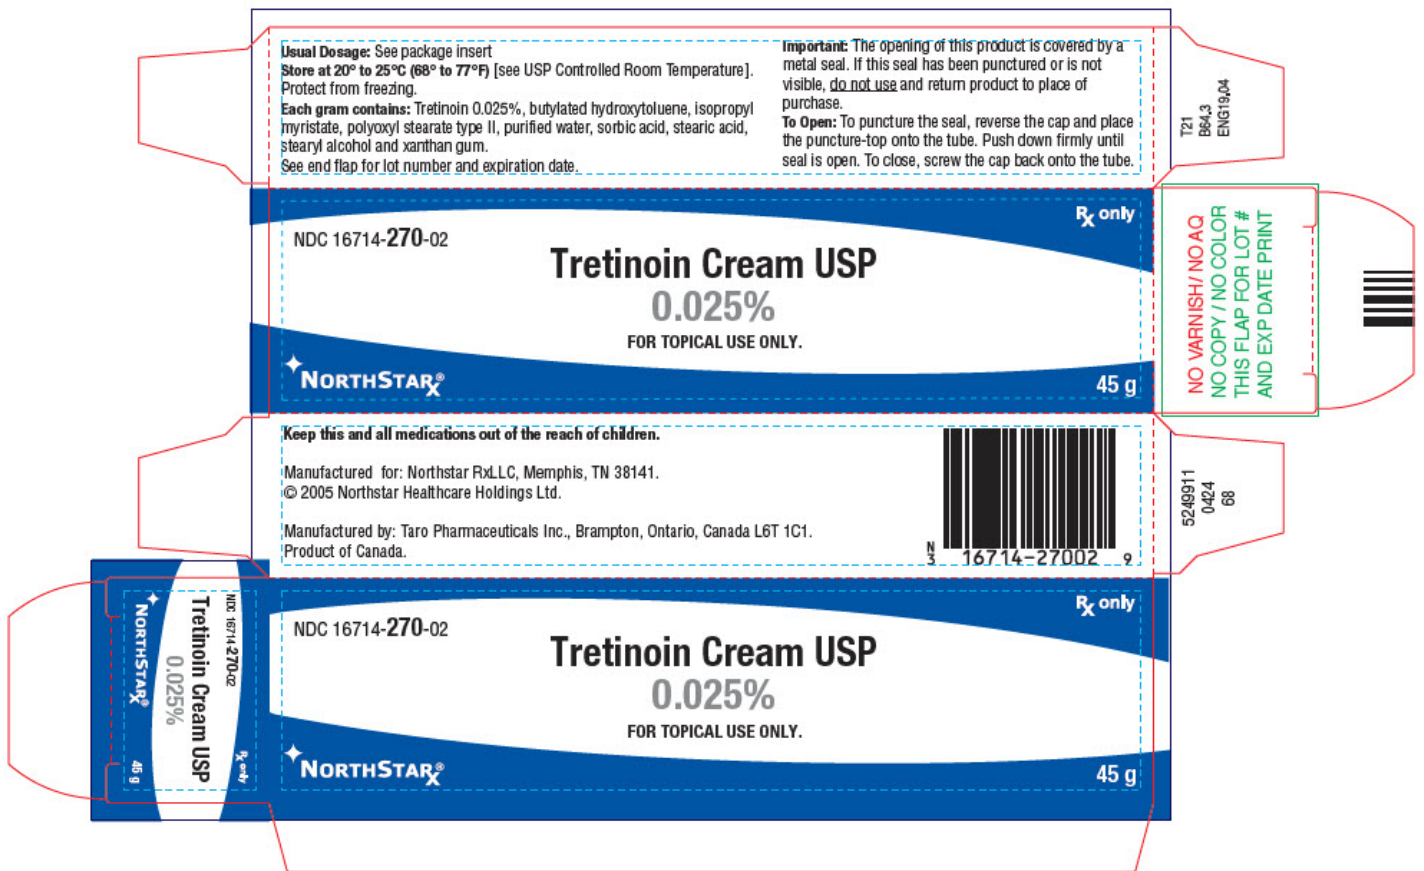 Usual Dosage: See package insert
Store at 20° to 25°C (68° to 77°F) [see USP Controlled Room Temperature].
Protect from freezing.
Each gram contains: Tretinoin 0.025%, butylated hydroxytoluene, isopropyl
myristate, polyoxyl stearate type II, purified water, sorbic acid, stearic acid,
stearyl alcohol and xanthan gum.
See end flap for lot number and expiration date.
Important: The opening of this product is covered by a
metal seal. If this seal has been punctured or is not
visible, do not use and return product to place of
purchase.
To Open: To puncture the seal, reverse the cap and place
the puncture-top onto the tube. Push down firmly until
seal is open. To close, screw the cap back onto the tube.
T21
B64.3
ENG19.04
Rx only
NDC 16714-270-02
Tretinoin Cream USP
0.025%
FOR TOPICAL USE ONLY.
NORTHSTARx®
45 g
NO VARNISH/ NO AQ
NO COPY / NO COLOR
THIS FLAP FOR LOT #
AND EXP DATE PRINT
Keep this and all medications out of the reach of children.
Manufactured for: Northstar RxLLC, Memphis, TN 38141.
© 2005 Northstar Healthcare Holdings Ltd.
Manufactured by: Taro Pharmaceuticals Inc., Brampton, Ontario, Canada L6T 1C1.
Product of Canada.
N
3 16714-27002 9
5249911
0424
68
NDC 16714-270-02
Rx only
Tretinoin Cream USP
0.025%
NORTHSTARx®
45 g
Rx only
NDC 16714-270-02
Tretinoin Cream USP
0.025%
FOR TOPICAL USE ONLY.
NORTHSTARx®
45 g